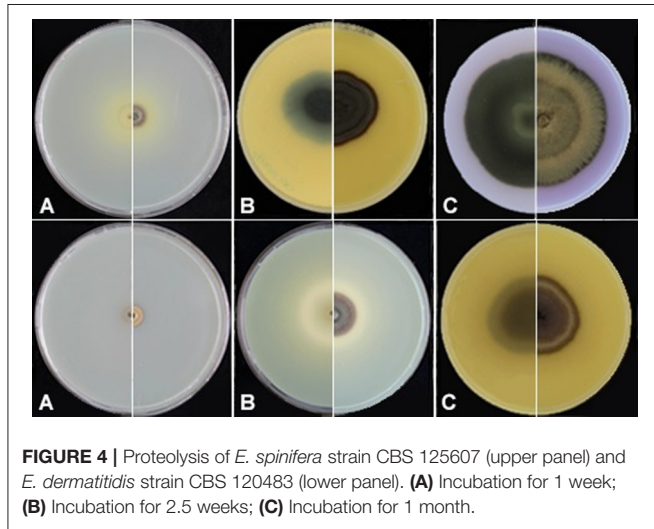 A B C
A B C
FIGURE 4 | Proteolysis of E. spinifera strain CBS 125607 (upper panel) and
E. dermatitidis strain CBS 120483 (lower panel). (A) Incubation for 1 week;
(B) Incubation for 2.5 weeks; (C) Incubation for 1 month.